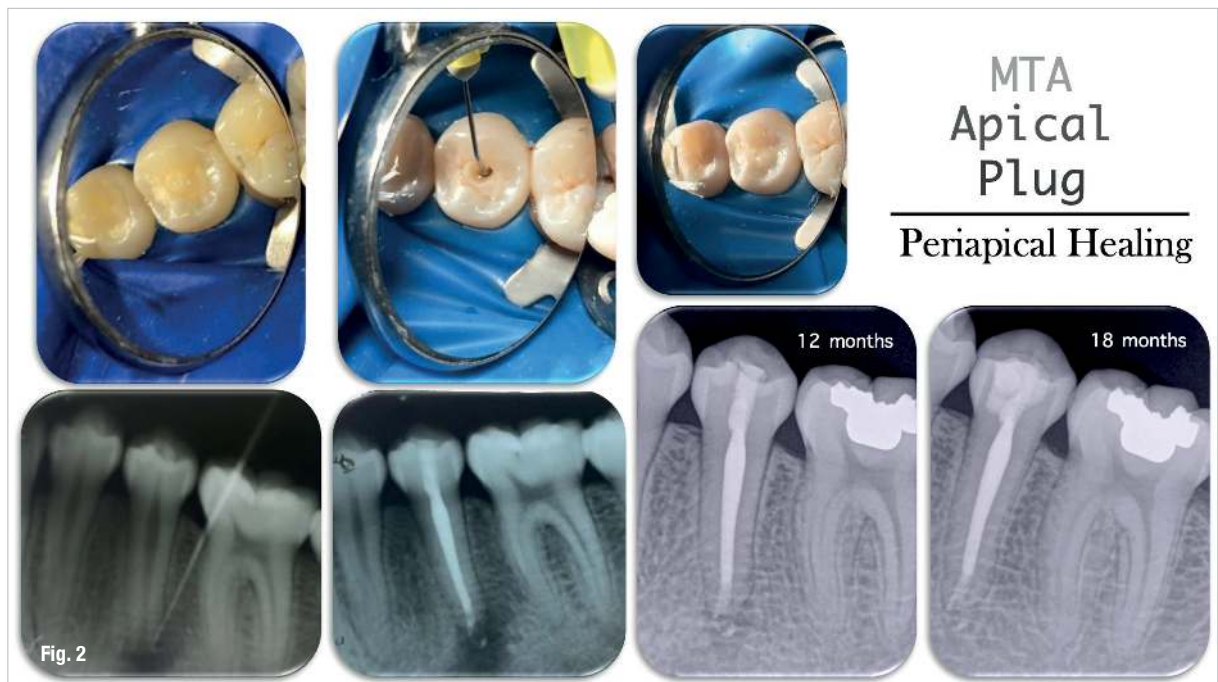 MTA
Apical
Plug
Periapical Healing
12 months
18 months
Fig. 2